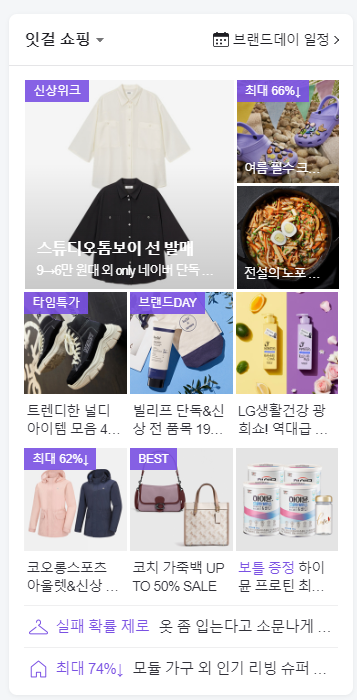 잇걸 쇼핑
브랜드데이 일정
신상위크
스튜디오톰보이 선 발매
9→6만 원대 외 only 네이버 단독 ...
최대 66%↓
여름 필수 크...
전설의 노포 ...
타임특가
트렌디한 널디
아이템 모음 4...
브랜드DAY
빌리프 단독&신
상 전 품목 19...
LG생활건강 광
희쇼! 역대급 ...
최대 62%↓
코오롱스포츠
아울렛&신상 ...
BEST
코치 가죽백 UP
TO 50% SALE
하이뮨
보틀 증정 하이
뮨 프로틴 최...
실패 확률 제로 옷 좀 입는다고 소문나게 ...
최대 74%↓ 모듈 가구 외 인기 리빙 슈퍼 ...